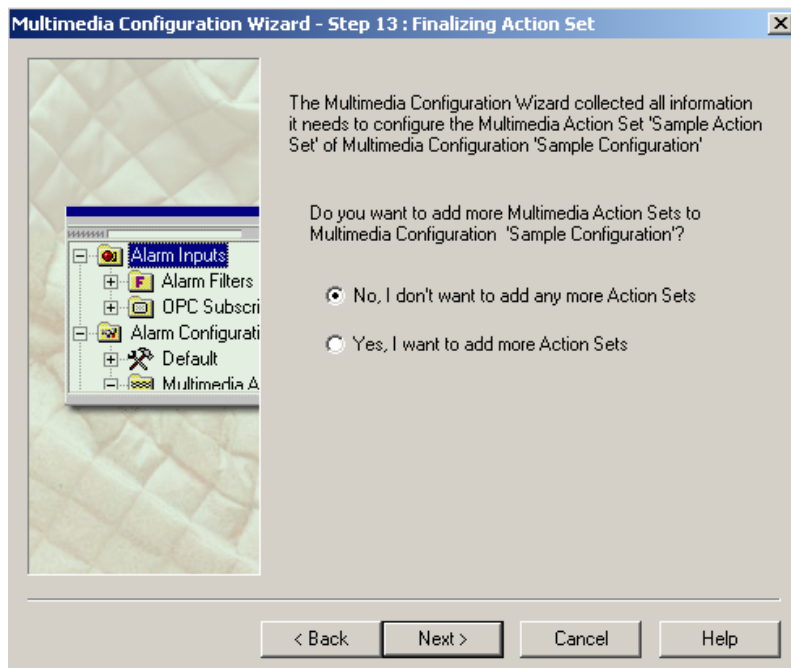 Multimedia Configuration Wizard - Step 13 : Finalizing Action Set
The Multimedia Configuration Wizard collected all information
it needs to configure the Multimedia Action Set 'Sample Action
Set' of Multimedia Configuration 'Sample Configuration'
Do you want to add more Multimedia Action Sets to
Multimedia Configuration 'Sample Configuration'?
No, I don't want to add any more Action Sets
Yes, I want to add more Action Sets
Alarm Inputs
F Alarm Filters
OPC Subscri
Alarm Configurati
Default
Multimedia A
< Back
Next >
Cancel
Help